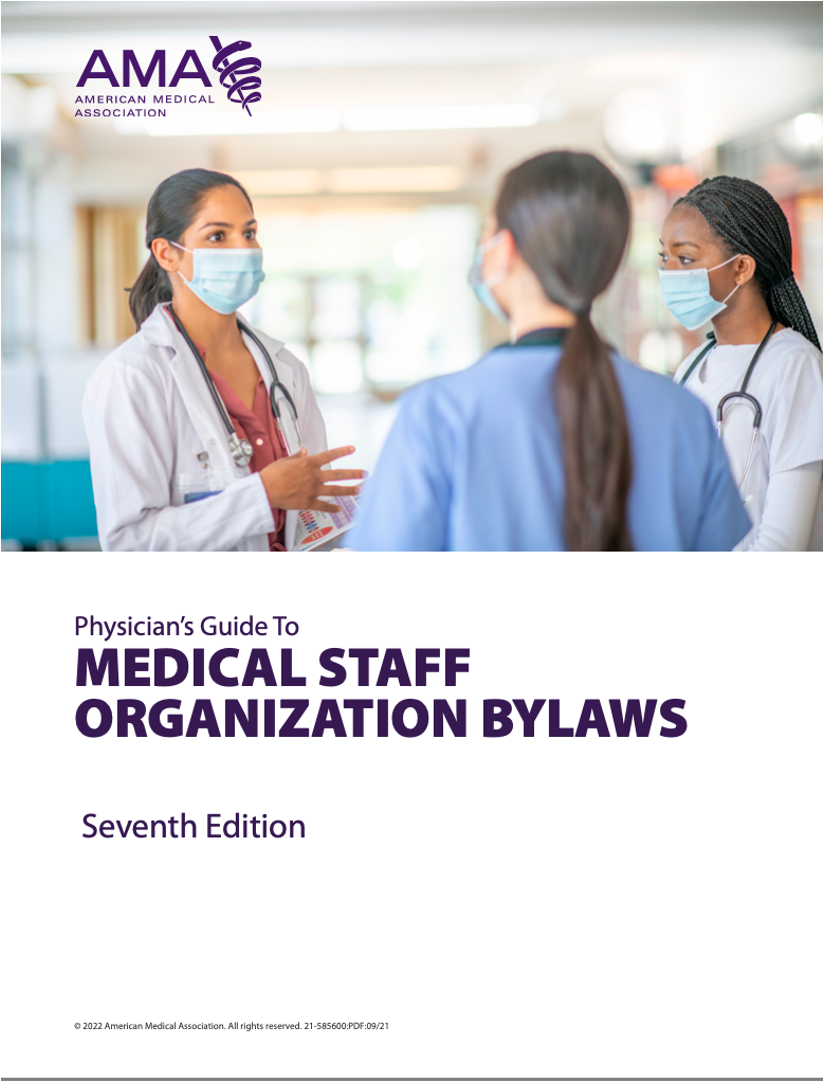 AMA
AMERICAN MEDICAL
ASSOCIATION
Physician's Guide To
MEDICAL STAFF
ORGANIZATION BYLAWS
Seventh Edition
© 2022 American Medical Association. All rights reserved. 21-585600:PDF:09/21